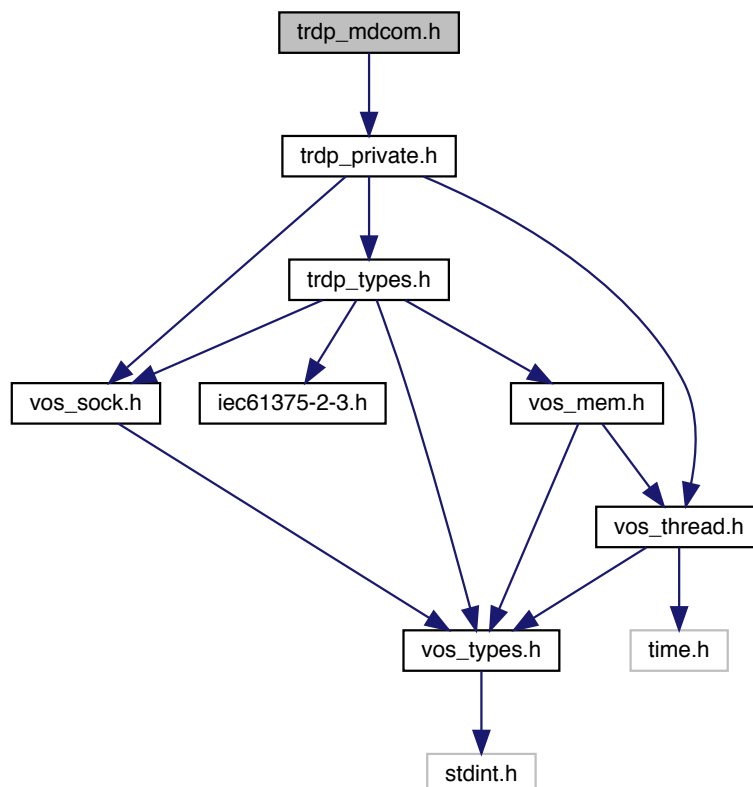 trdp_mdcom.h
trdp_private.h
trdp_types.h
vos_sock.h
iec61375-2-3.h
vos_mem.h
vos_thread.h
vos_types.h
time.h
stdint.h